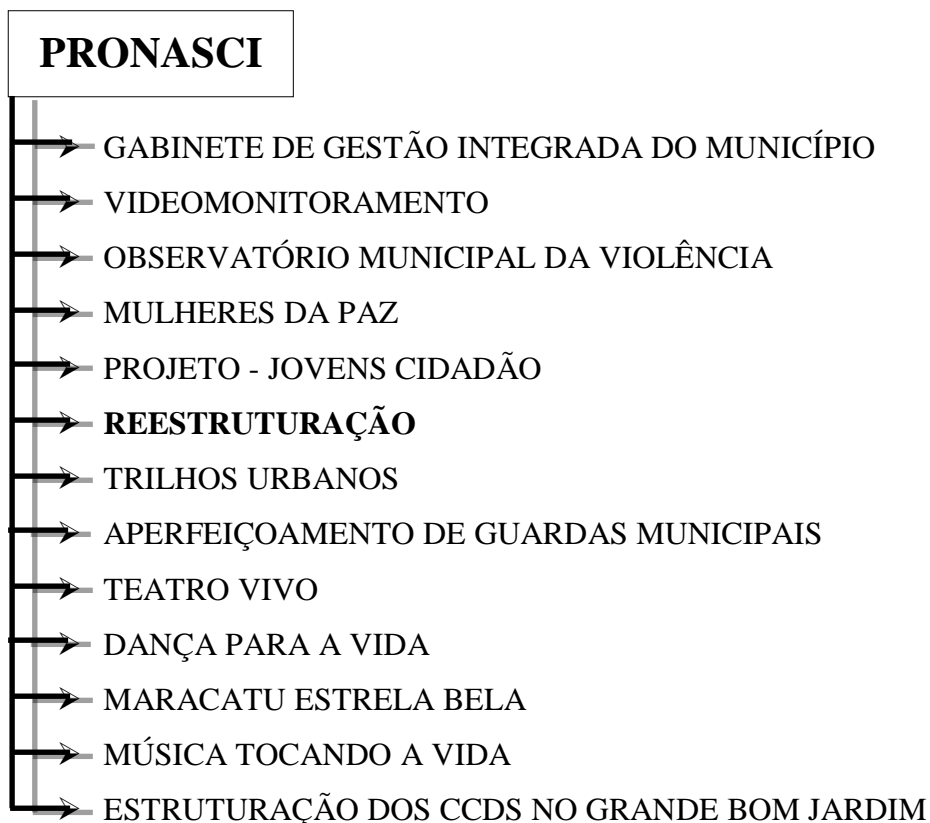 PRONASCI
GABINETE DE GESTÃO INTEGRADA DO MUNICÍPIO
VIDEOMONITORAMENTO
OBSERVATÓRIO MUNICIPAL DA VIOLÊNCIA
MULHERES DA PAZ
PROJETO - JOVENS CIDADÃO
REESTRUTURAÇÃO
TRILHOS URBANOS
APERFEIÇOAMENTO DE GUARDAS MUNICIPAIS
TEATRO VIVO
DANÇA PARA A VIDA
MARACATU ESTRELA BELA
MÚSICA TOCANDO A VIDA
ESTRUTURAÇÃO DOS CCDS NO GRANDE BOM JARDIM